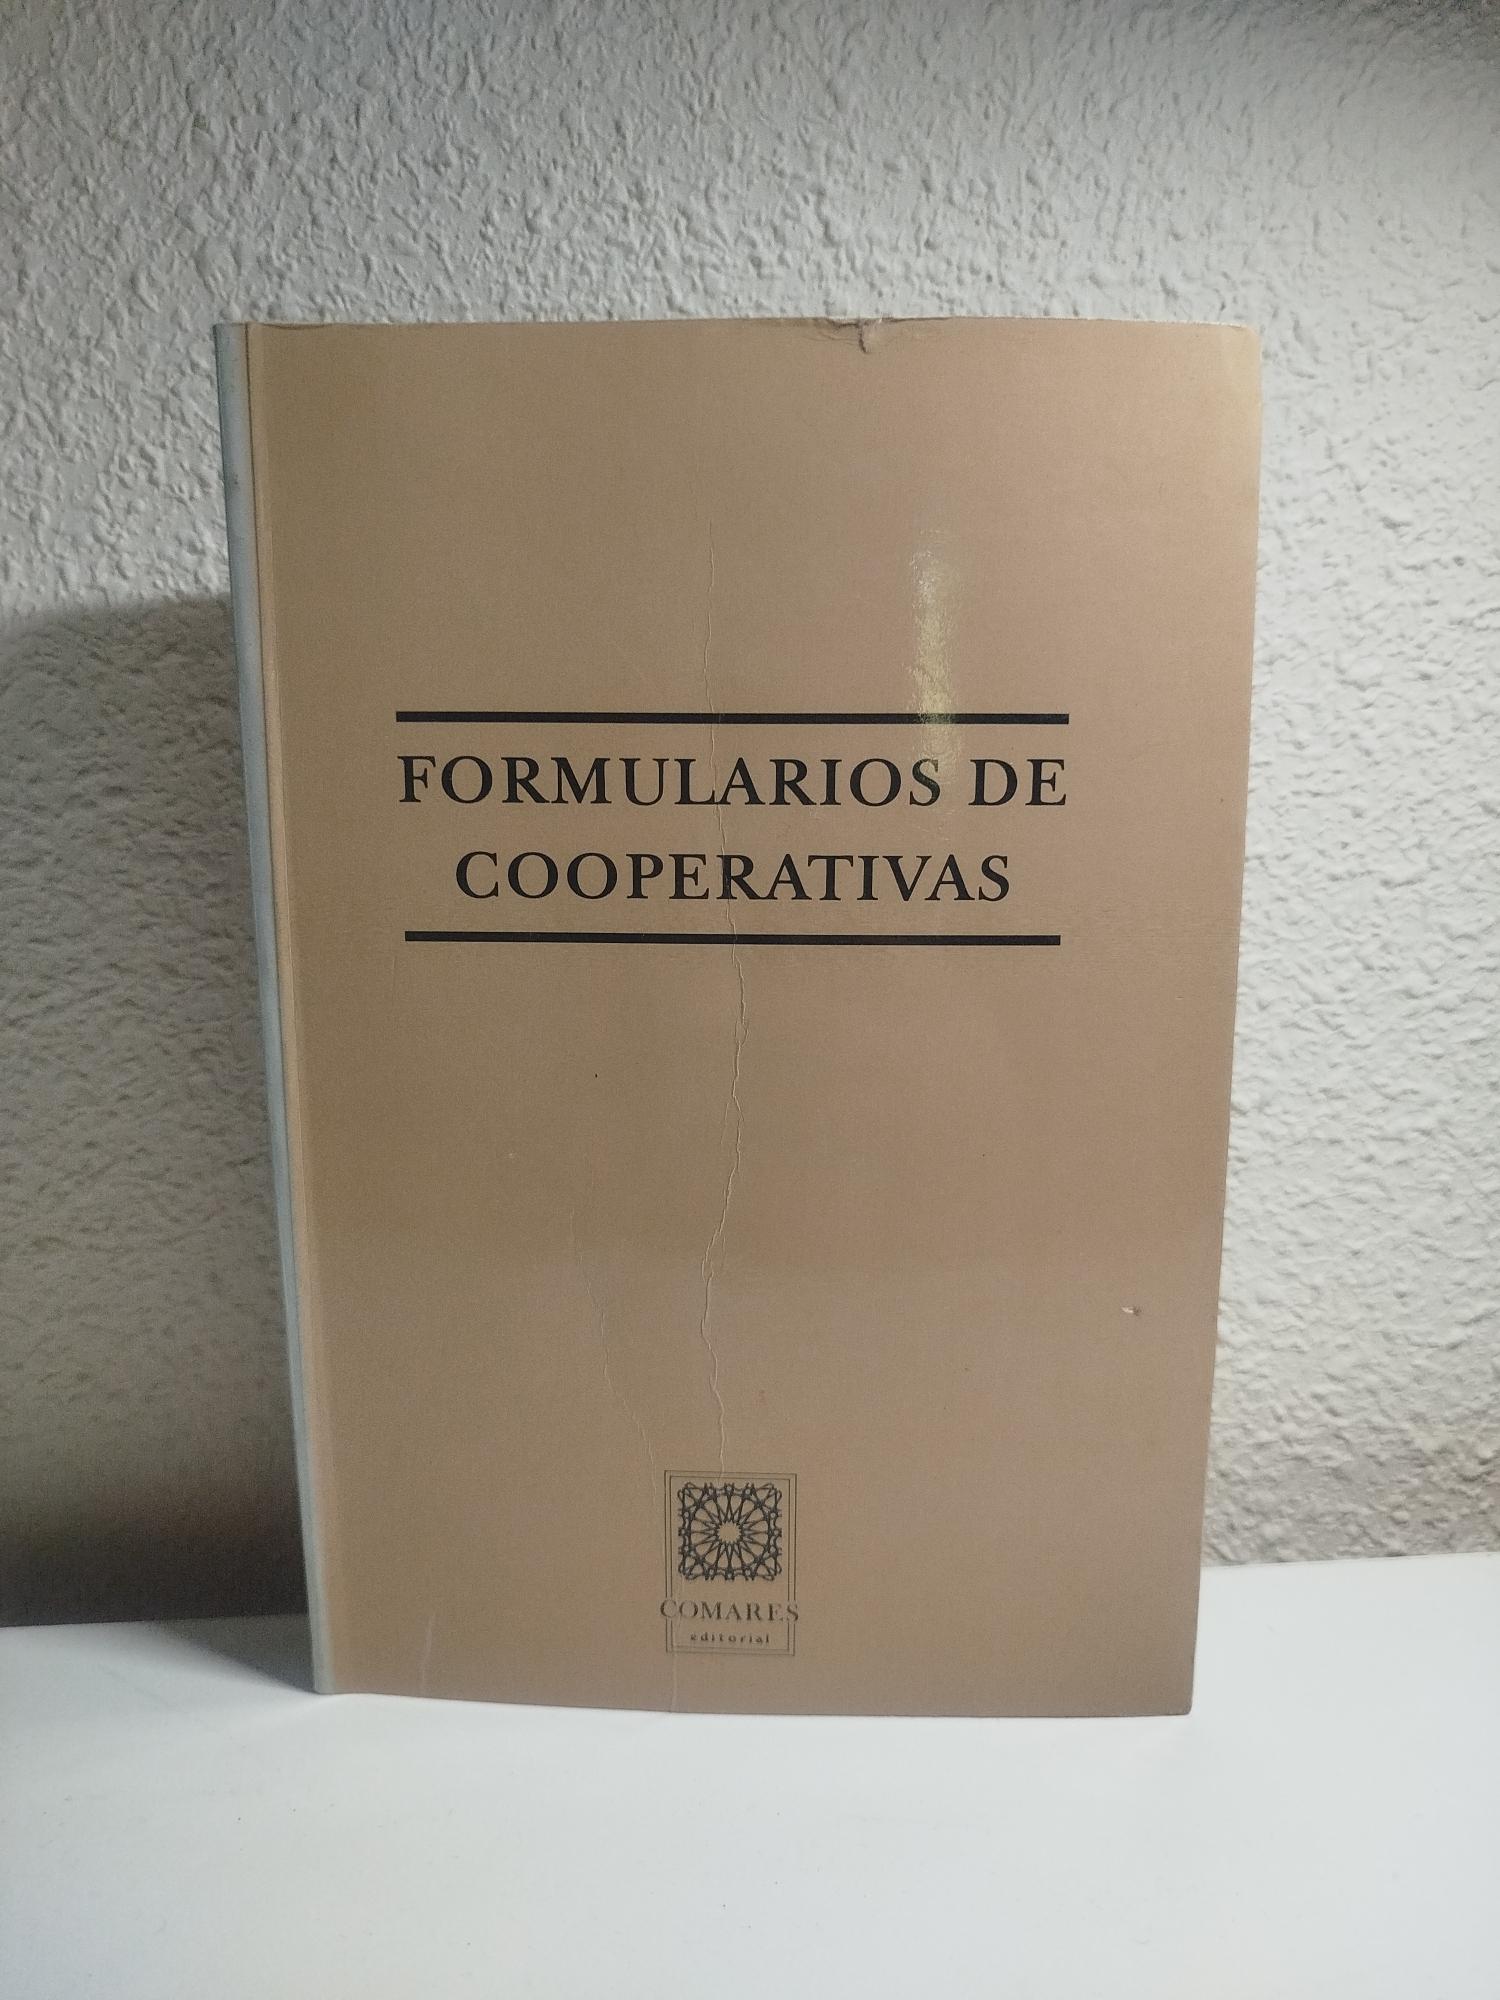 FORMULARIOS DE
COOPERATIVAS
COMARES
editorial